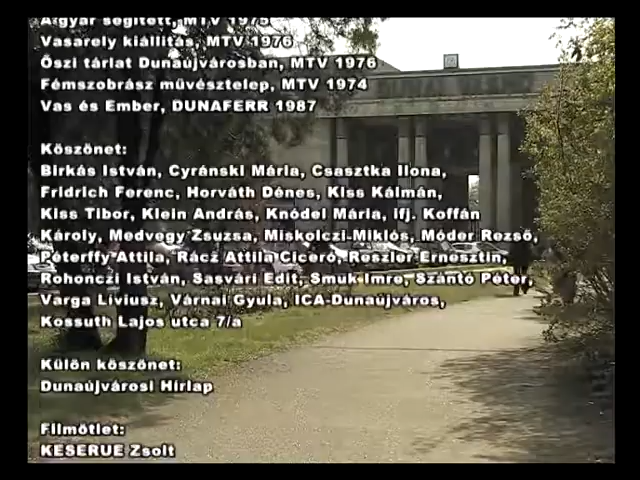 A gyár segített, MTV 1975
Vasarely kiállítás, MTV 1976
Őszi tárlat Dunaújvárosban, MTV 1976
Fémszobrász művésztelep, MTV 1974
Vas és Ember, DUNAFERR 1987
Köszönet:
Birkás István, Cyránski Mária, Csasztka Ilona,
Fridrich Ferenc, Horváth Dénes, Kiss Kálmán,
Kiss Tibor, Klein András, Knódel Mária, ifj. Koffán
Károly, Medvegy Zsuzsa, Miskolczi Miklós, Móder Rezső,
Péterffy Attila, Rácz Attila Ciceró, Reszler Ernesztin,
Rohonczi István, Sasvári Edit, Smuk Imre, Szántó Péter,
Varga Líviusz, Várnai Gyula, ICA-Dunaújváros,
Kossuth Lajos utca 7/a
Külön köszönet:
Dunaújvárosi Hírlap
Filmötlet:
KESERUE Zsolt